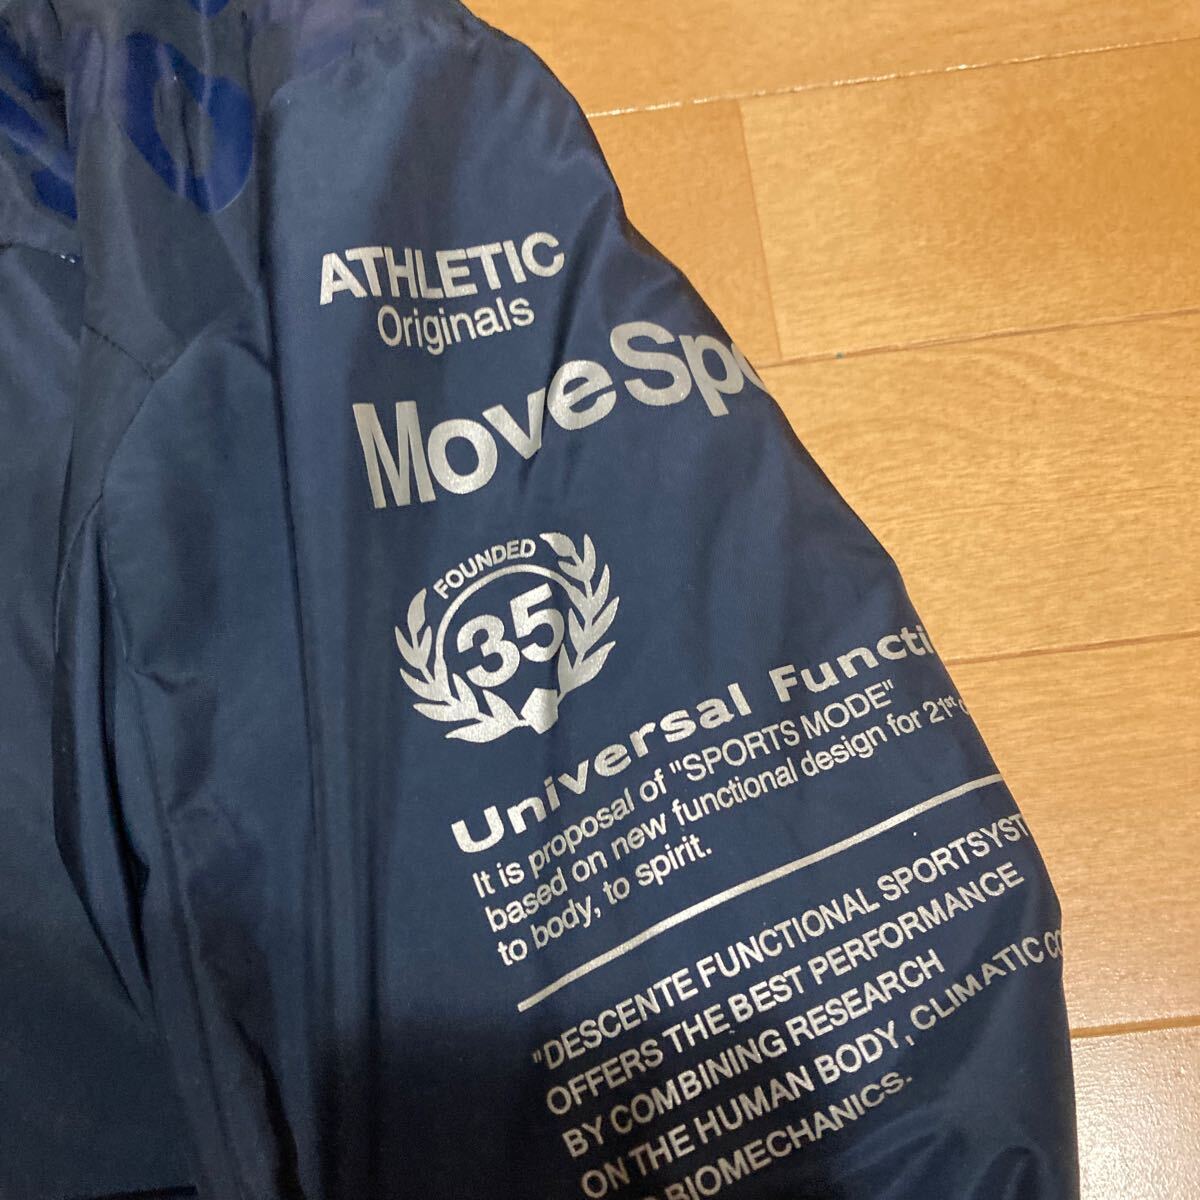 ATHLETIC
Originals
MoveSpo
FOUNDED
35
Universal Functi
It is proposal of "SPORTS MODE"
based on new functional design for 21st c
to body, to spirit.
"DESCENTE FUNCTIONAL SPORTSYST
OFFERS THE BEST PERFORMANCE
BY COMBINING RESEARCH
ON THE HUMAN BODY, CLIMATIC CO
BIOMECHANICS.